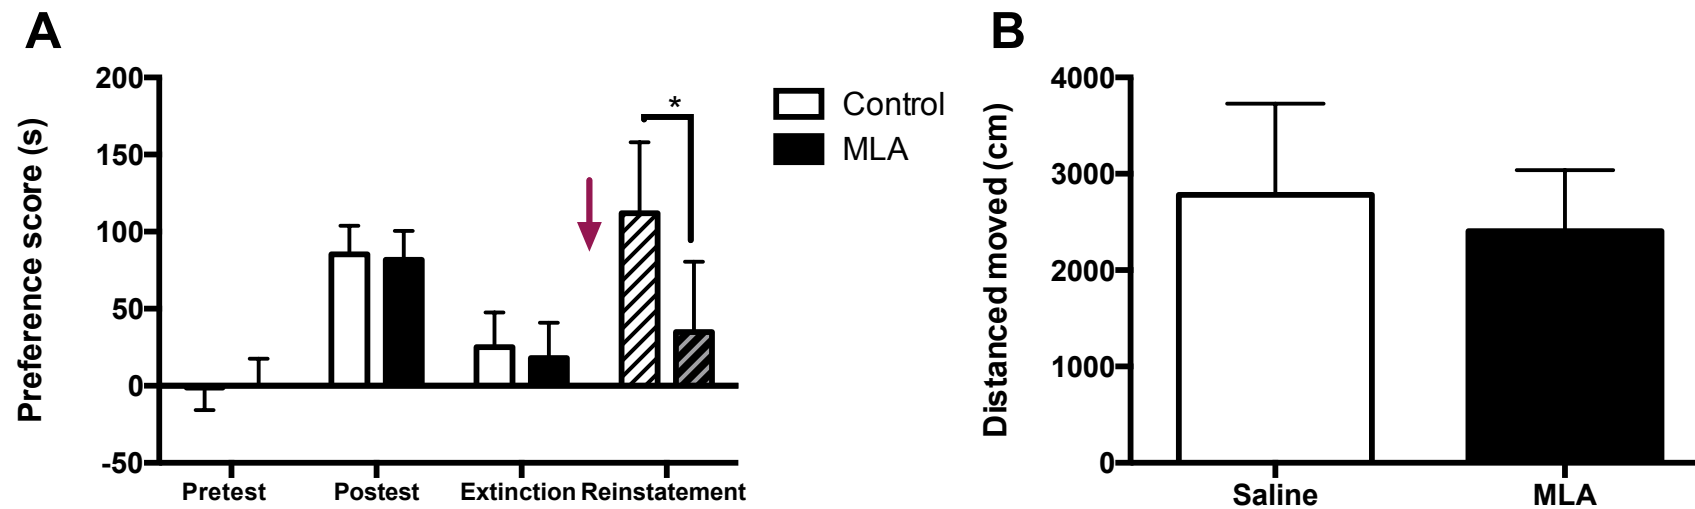 A
B
200
150
100
50
0
-50
Preference score (s)
*
Control
MLA
Pretest
Postest
Extinction
Reinstatement
4000
3000
2000
1000
0
Distanced moved (cm)
Saline
MLA